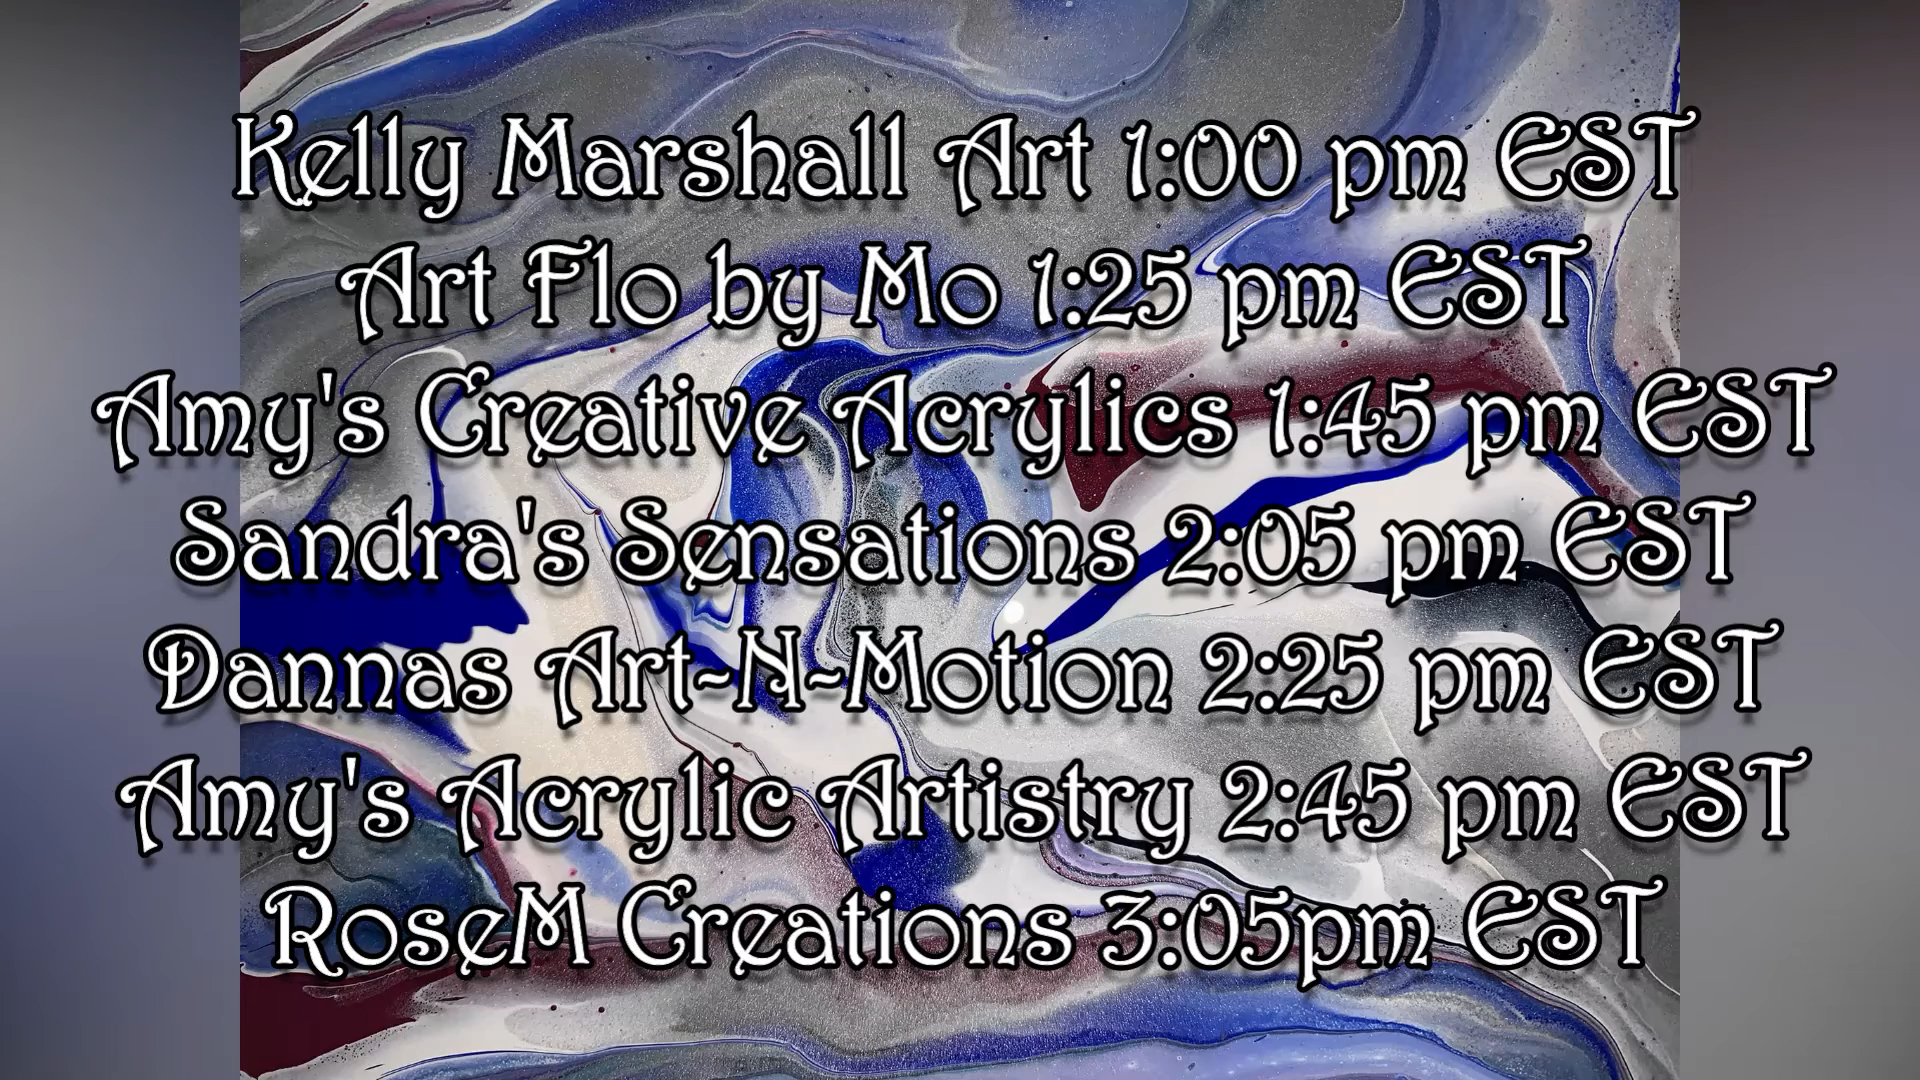 Kelly Marshall Art 1:00 pm EST
Art Flo by Mo 1:25 pm EST
Amy's Creative Acrylics 1:45 pm EST
Sandra's Sensations 2:05 pm EST
Dannas Art-N-Motion 2:25 pm EST
Amy's Acrylic Artistry 2:45 pm EST
RoseM Creations 3:05pm EST